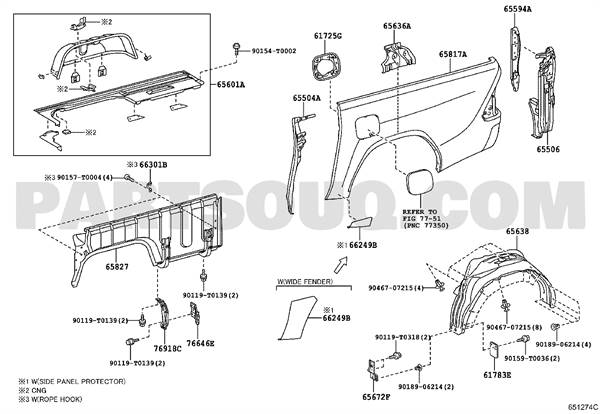 ※2
90154-T0002
65601A
※2
※2
61725G
65636A
65817A
65594A
65504A
65506
※3 66301B
※3 90157-T0004(4)
65827
90119-T0139(2)
90119-T0139(2)
90119-T0139(2)
76918C
76646E
※1
66249B
REFER TO
FIG 77-51
(PNC 77350)
W(WIDE FENDER)
※1
66249B
65638
90467-07215(4)
90467-07215(8)
90189-06214(4)
90159-T0036(2)
61783E
90119-T0318(2)
90189-06214(2)
65672F
PARTSOUQ.COM
※1 W(SIDE PANEL PROTECTOR)
※2 CNG
※3 W(ROPE HOOK)
651274C